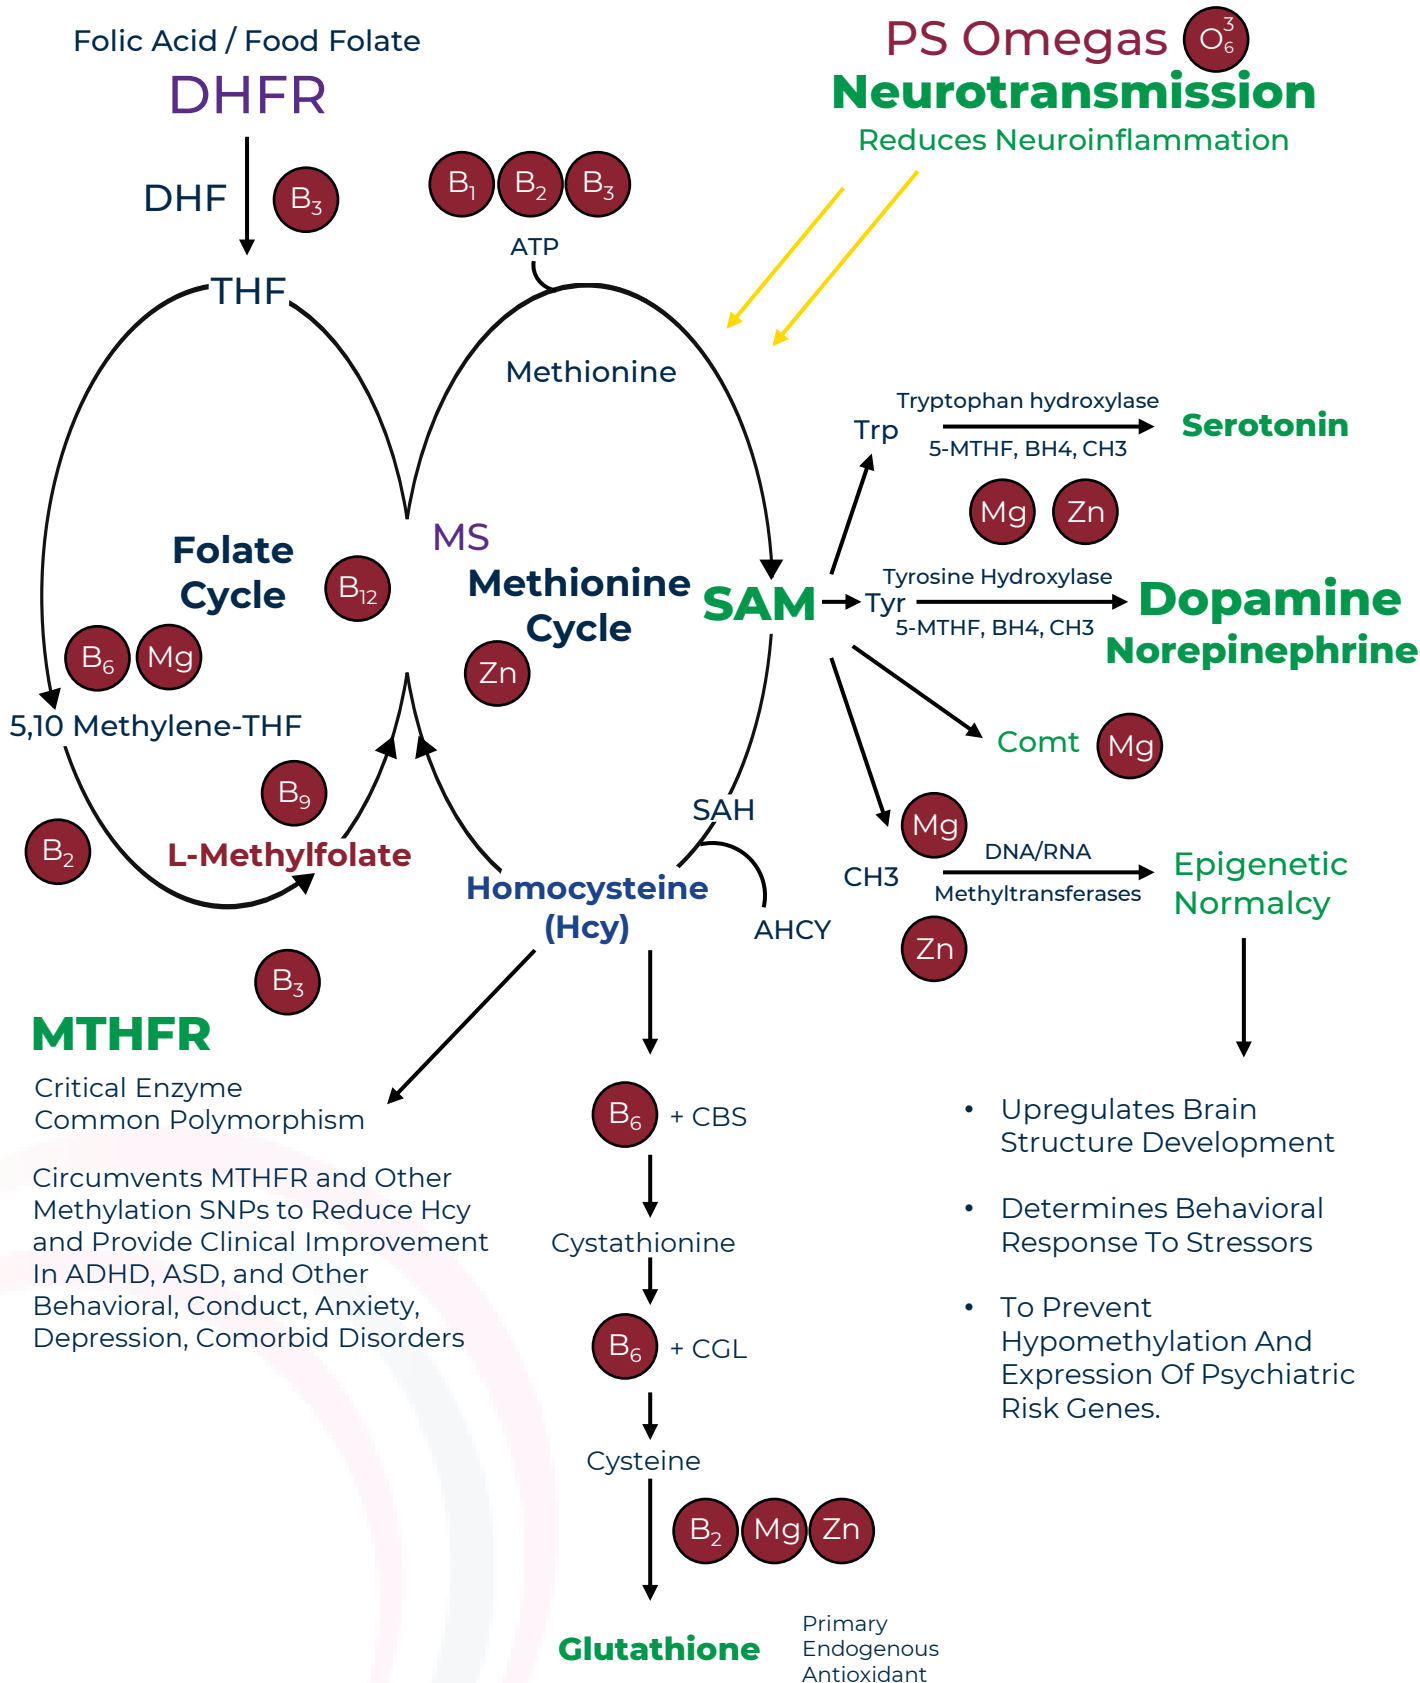 Folic Acid / Food Folate
DHFR
DHF
B3
THF
PS Omegas
O 3 6
Neurotransmission
Reduces Neuroinflammation
B1
B2
B3
ATP
Methionine
Folate
Cycle
B12
MS
Methionine
Cycle
Zn
SAM
B6
Mg
5,10 Methylene-THF
B9
B2
L-Methylfolate
B3
Trp
Tryptophan hydroxylase
5-MTHF, BH4, CH3
Serotonin
Mg
Zn
Tyr
Tyrosine Hydroxylase
5-MTHF, BH4, CH3
Dopamine
Norepinephrine
Comt
Mg
SAH
Homocysteine
(Hcy)
AHCY
Mg
CH3
DNA/RNA
Methyltransferases
Zn
Epigenetic
Normalcy
MTHFR
Critical Enzyme
Common Polymorphism
Circumvents MTHFR and Other
Methylation SNPs to Reduce Hcy
and Provide Clinical Improvement
In ADHD, ASD, and Other
Behavioral, Conduct, Anxiety,
Depression, Comorbid Disorders
B6
+ CBS
Cystathionine
B6
+ CGL
Cysteine
B2
Mg
Zn
Glutathione
Primary
Endogenous
Antioxidant
• Upregulates Brain
Structure Development
• Determines Behavioral
Response To Stressors
• To Prevent
Hypomethylation And
Expression Of Psychiatric
Risk Genes.